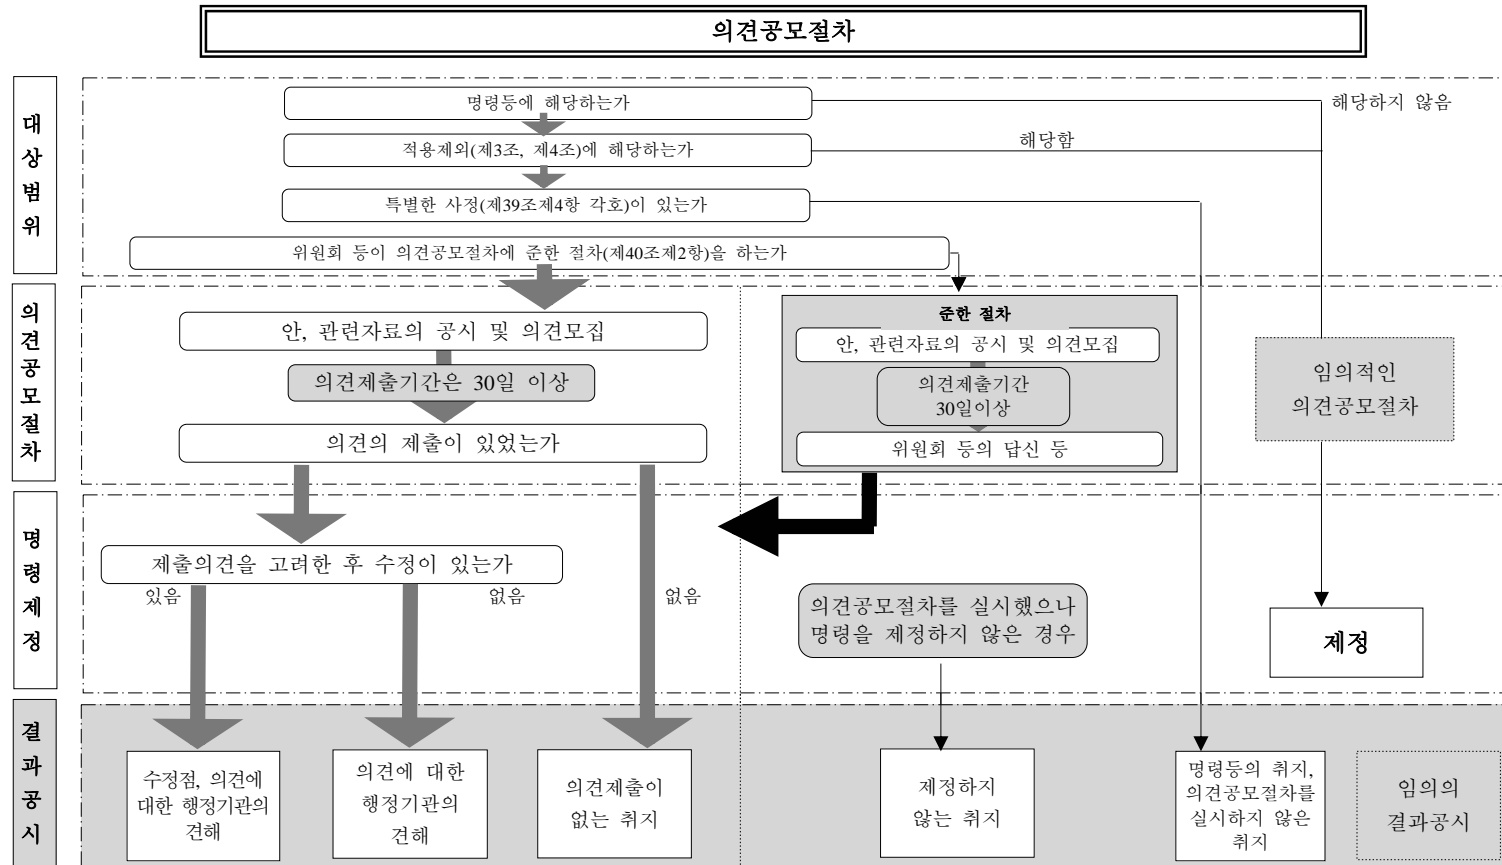 의견공모절차
대상범위
명령등에 해당하는가
해당하지 않음
적용제외(제3조, 제4조)에 해당하는가
해당함
특별한 사정(제39조제4항 각호)이 있는가
위원회 등이 의견공모절차에 준한 절차(제40조제2항)을 하는가
의견공모절차
안, 관련자료의 공시 및 의견모집
의견제출기간은 30일 이상
의견의 제출이 있었는가
준한 절차
안, 관련자료의 공시 및 의견모집
의견제출기간
30일이상
위원회 등의 답신 등
임의적인
의견공모절차
명령제정
제출의견을 고려한 후 수정이 있는가
있음
없음
없음
의견공모절차를 실시했으나
명령을 제정하지 않은 경우
제정
결과공시
수정점, 의견에
대한 행정기관의
견해
의견에 대한
행정기관의
견해
의견제출이
없는 취지
제정하지
않는 취지
명령등의 취지,
의견공모절차를
실시하지 않은
취지
임의의
결과공시